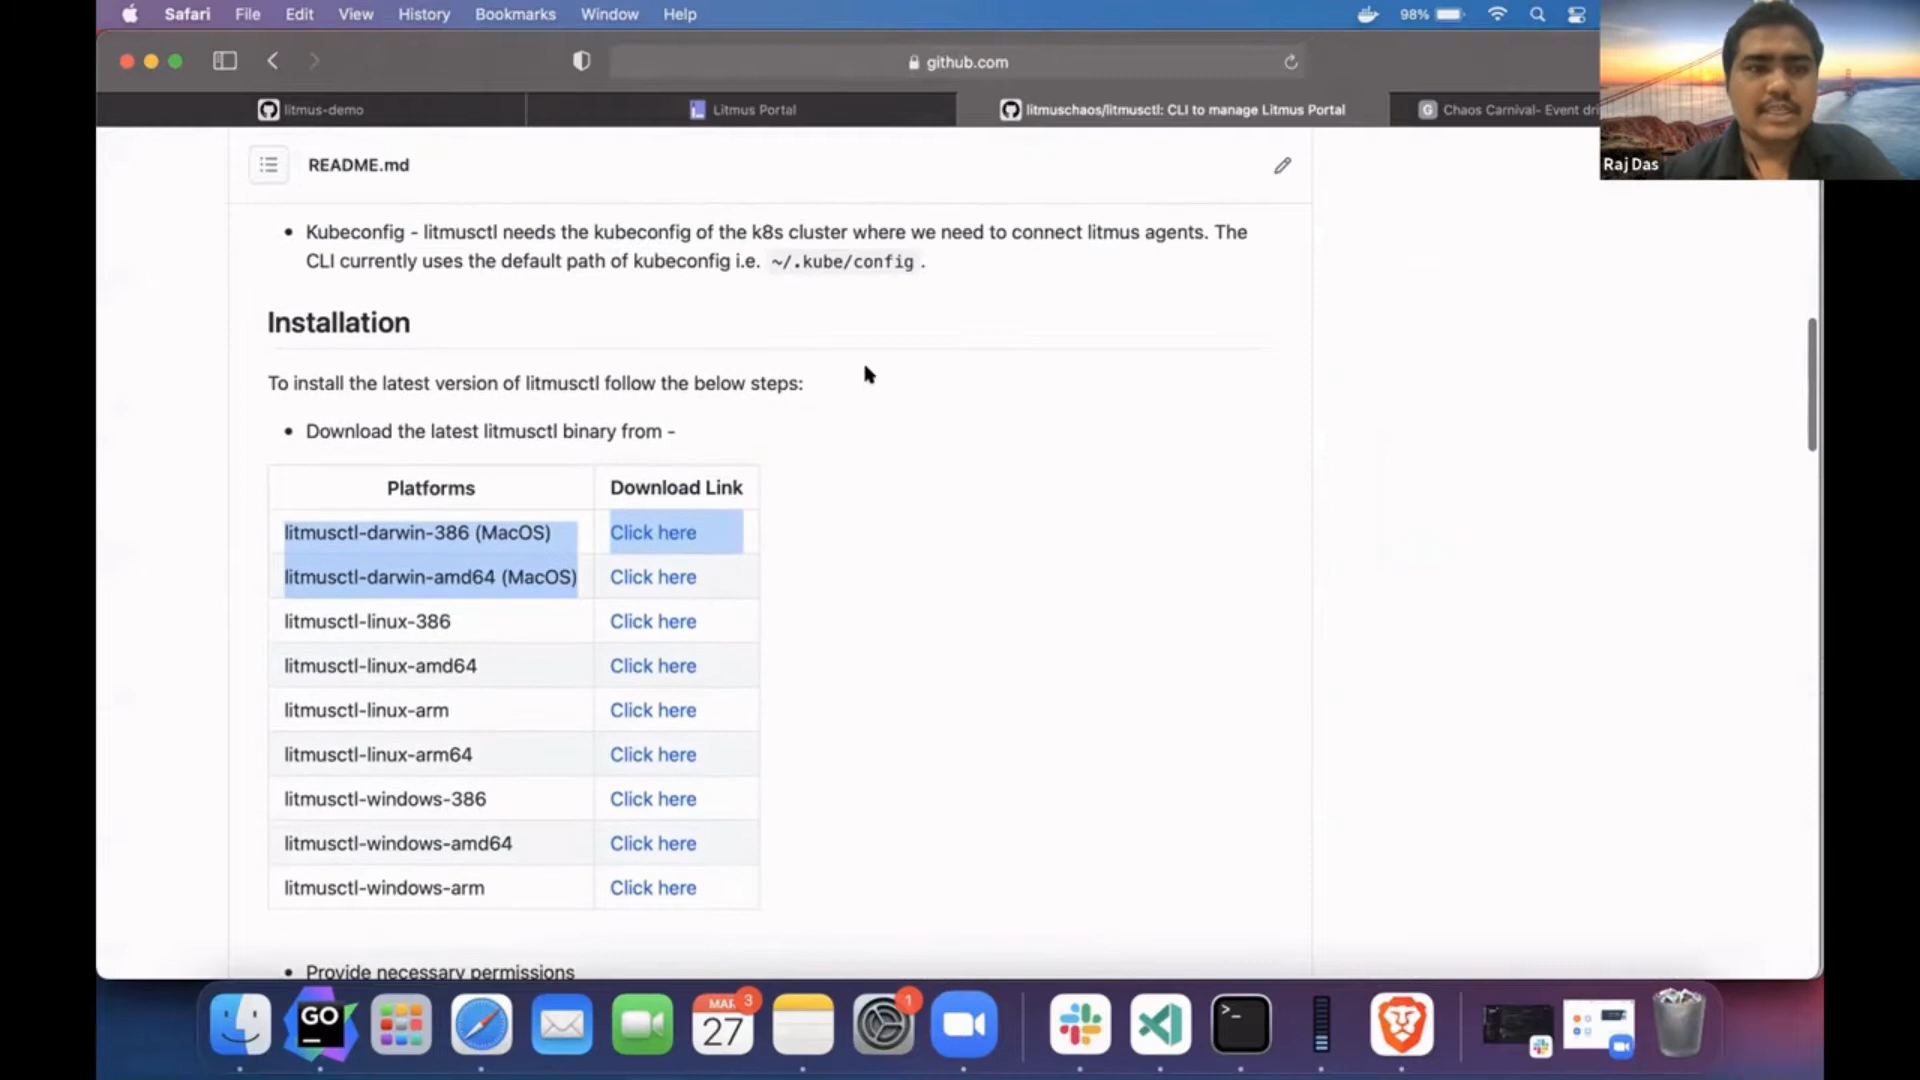 Safari File Edit View History Bookmarks Window Help 98%
github.com
litmus-demo Litmus Portal litmuschaos/litmusctl: CLI to manage Litmus Portal Chaos Carnival- Event dri
Raj Das
README.md
• Kubeconfig - litmusctl needs the kubeconfig of the k8s cluster where we need to connect litmus agents. The
CLI currently uses the default path of kubeconfig i.e. ~/.kube/config .
Installation
To install the latest version of litmusctl follow the below steps:
• Download the latest litmusctl binary from -
Platforms Download Link
litmusctl-darwin-386 (MacOS) Click here
litmusctl-darwin-amd64 (MacOS) Click here
litmusctl-linux-386 Click here
litmusctl-linux-amd64 Click here
litmusctl-linux-arm Click here
litmusctl-linux-arm64 Click here
litmusctl-windows-386 Click here
litmusctl-windows-amd64 Click here
litmusctl-windows-arm Click here
• Provide necessary permissions
GO
MAR 3
27
1
>_